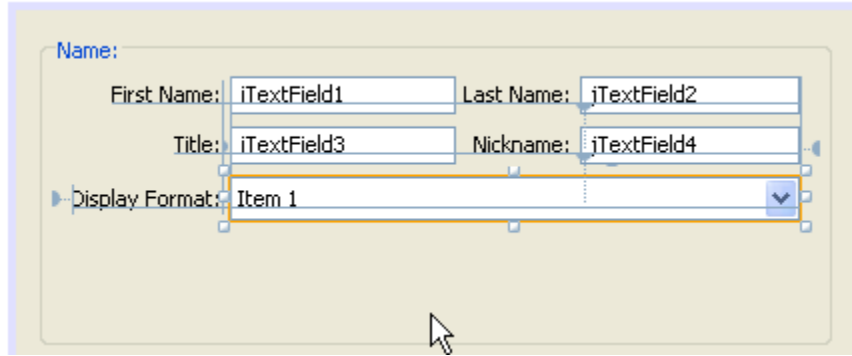 Name:
First Name: jTextField1 Last Name: jTextField2
Title: jTextField3 Nickname: jTextField4
Display Format: Item 1